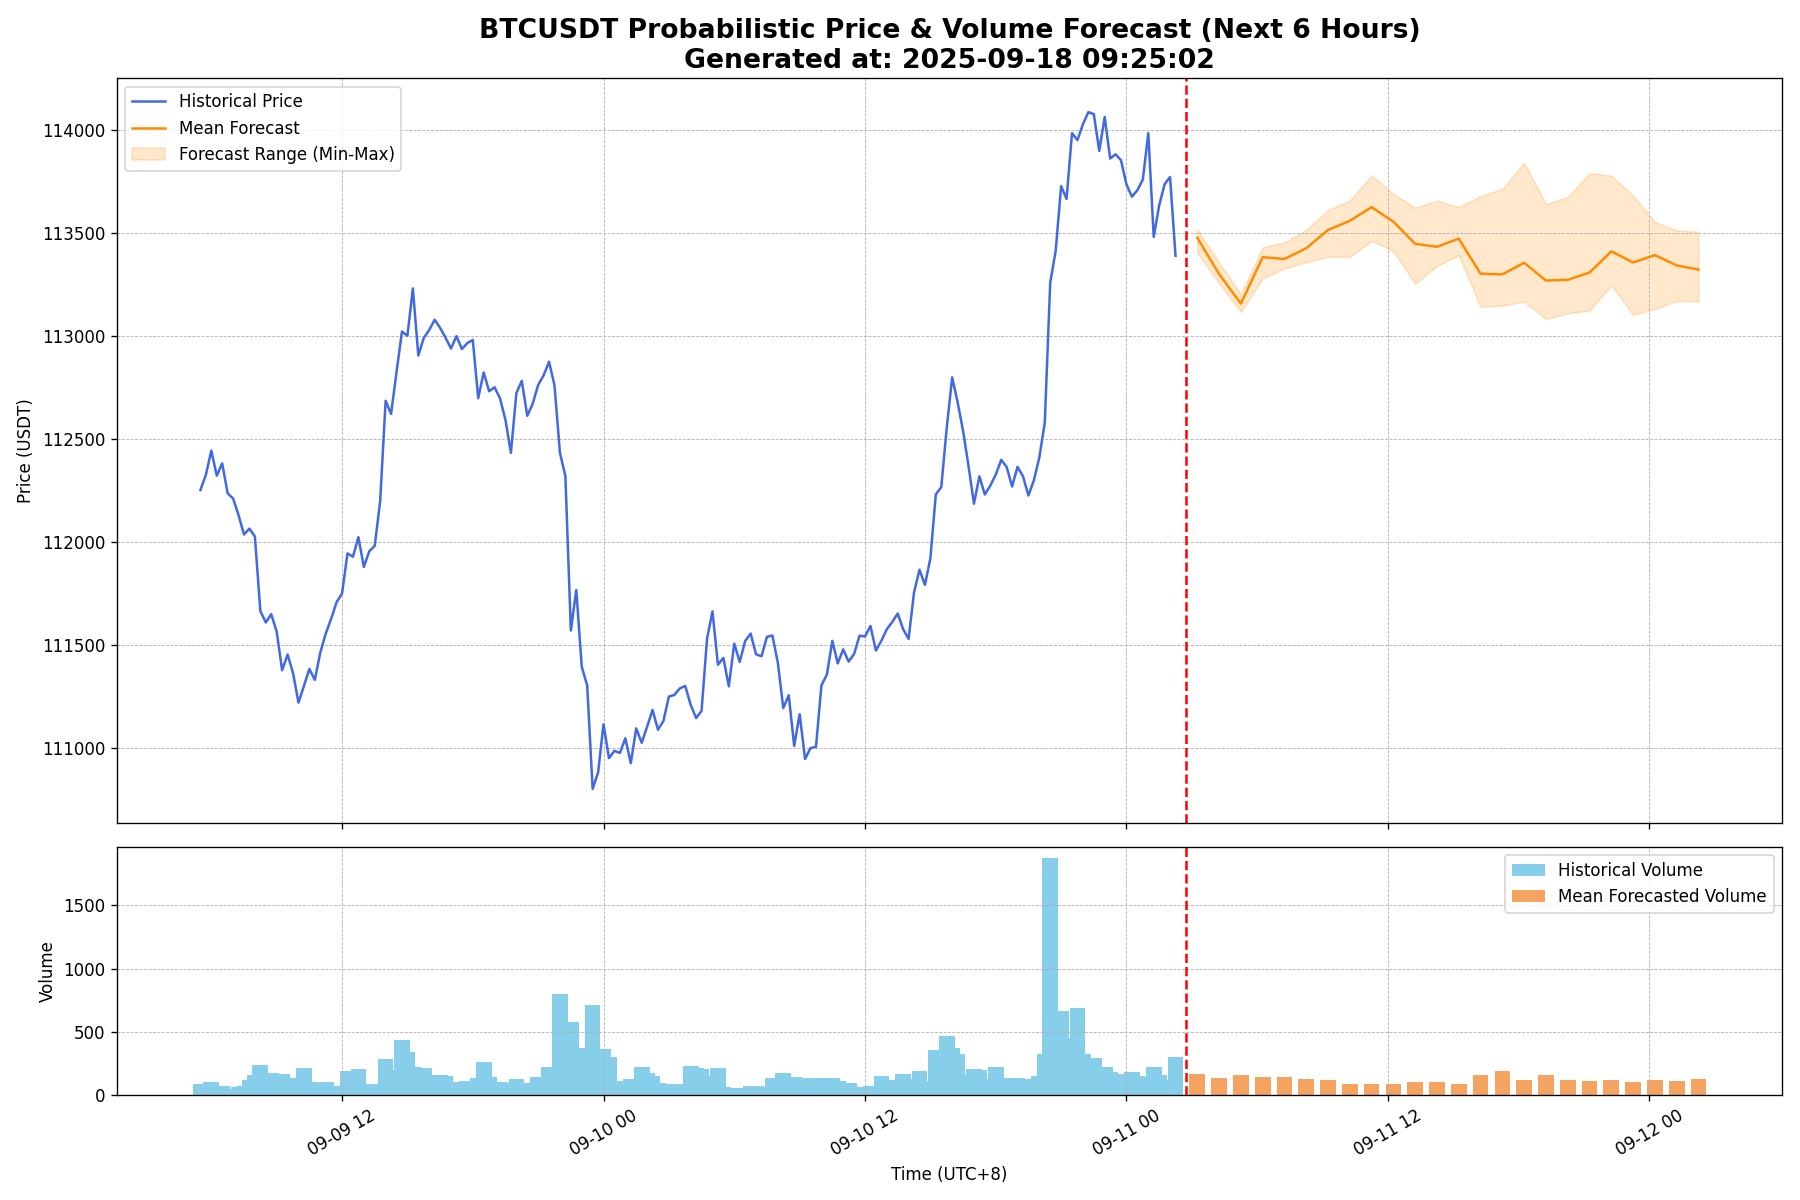 BTCUSDT Probabilistic Price & Volume Forecast (Next 6 Hours)
Generated at: 2025-09-18 09:25:02
Historical Price
Mean Forecast
Forecast Range (Min-Max)
114000
113500
113000
112500
112000
111500
111000
Price (USDT)
Historical Volume
Mean Forecasted Volume
1500
1000
500
0
Volume
09-09 12
09-10 00
09-10 12
09-11 00
09-11 12
09-12 00
Time (UTC+8)